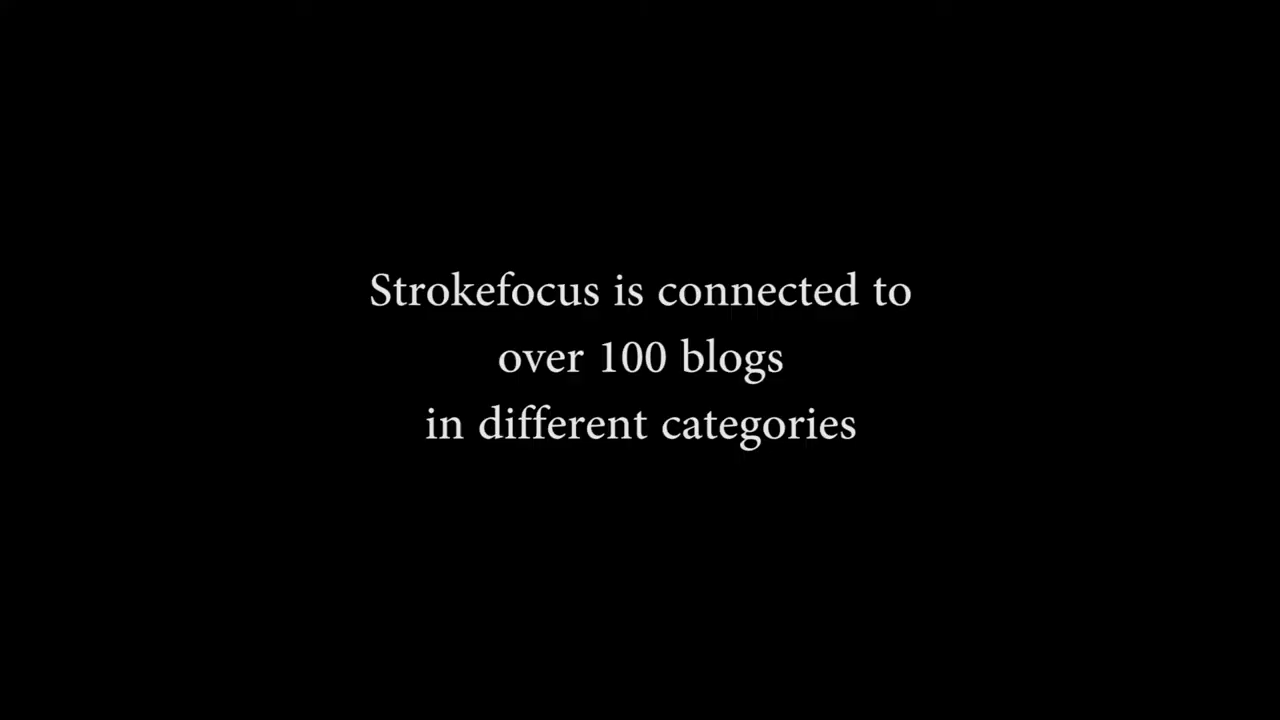 Strokefocus is connected to
over 100 blogs
in different categories